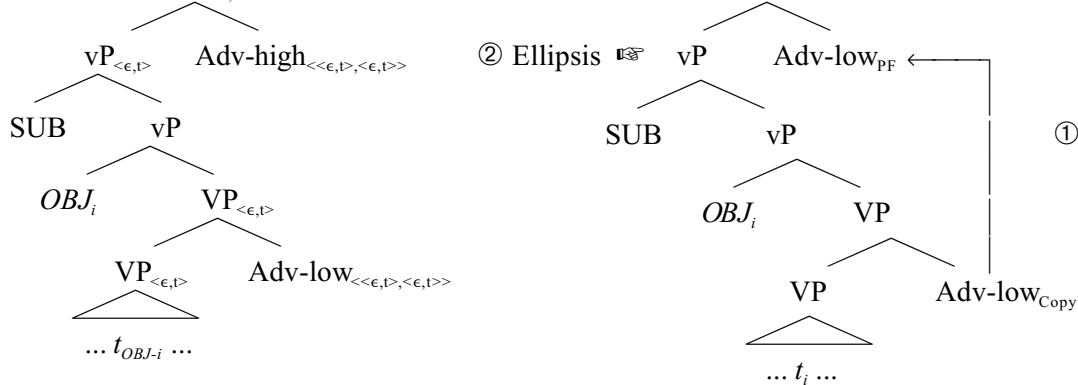 vP<ϵ,t> Adv-high<<ϵ,t>,<ϵ,t>> ② Ellipsis ☞ vP Adv-lowPF
SUB vP SUB vP ①
OBJi VP<ϵ,t> OBJi VP
VP<ϵ,t> Adv-low<<ϵ,t>,<ϵ,t>> VP Adv-lowCopy
... tOBJ-i ... ... ti ...